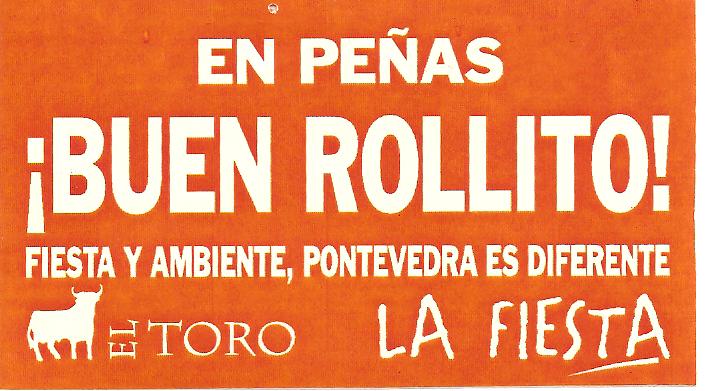 EN PEÑAS
¡BUEN ROLLITO!
FIESTA Y AMBIENTE, PONTEVEDRA ES DIFERENTE
EL TORO LA FIESTA